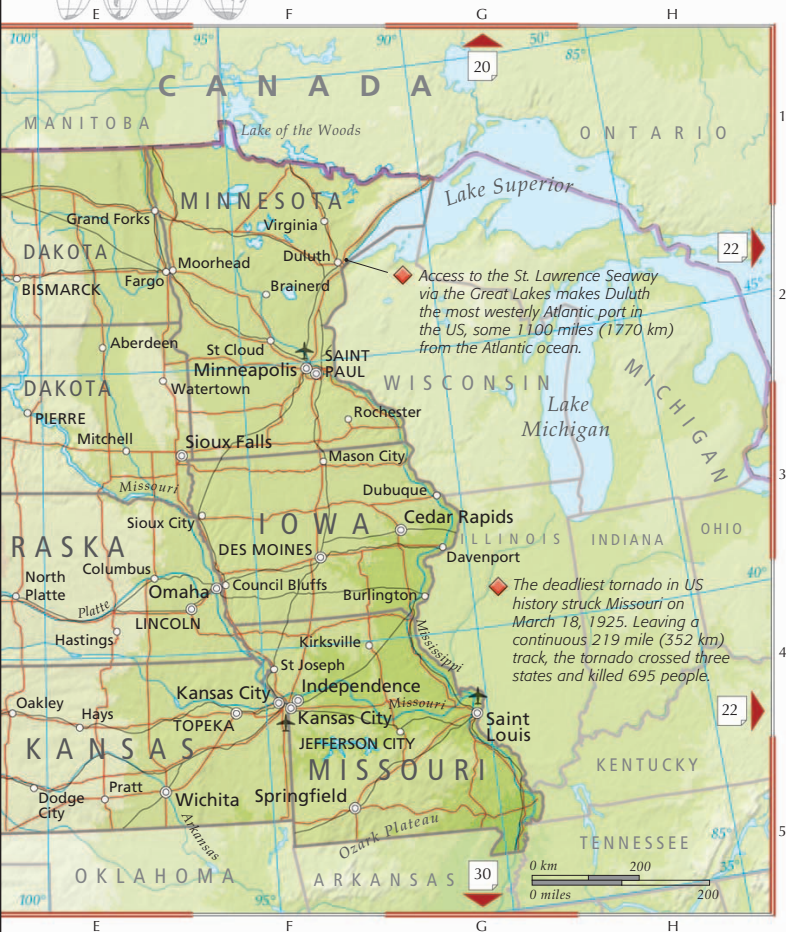 E F G H
100° 95° 90° 50° 85°
20
CANADA
MANITOBA
Lake of the Woods
ONTARIO
1
MINNESOTA
Lake Superior
Grand Forks
Virginia
DAKOTA
Moorhead
Duluth
22
Fargo
BISMARCK
Brainerd
45°
2
Access to the St. Lawrence Seaway
via the Great Lakes makes Duluth
the most westerly Atlantic port in
the US, some 1100 miles (1770 km)
from the Atlantic ocean.
Aberdeen
St Cloud
SAINT
PAUL
Minneapolis
DAKOTA
Watertown
WISCONSIN
MICHIGAN
Lake
Michigan
PIERRE
Rochester
Mitchell
Sioux Falls
Mason City
3
Missouri
Dubuque
Sioux City
IOWA
Cedar Rapids
ILLINOIS
INDIANA
OHIO
RASKA
DES MOINES
Davenport
Columbus
North
Platte
Omaha
Council Bluffs
Burlington
40°
Platte
LINCOLN
The deadliest tornado in US
history struck Missouri on
March 18, 1925. Leaving a
continuous 219 mile (352 km)
track, the tornado crossed three
states and killed 695 people.
Hastings
Kirksville
Mississippi
4
St Joseph
Kansas City
Independence
Oakley
Hays
TOPEKA
Kansas City
Missouri
Saint
Louis
22
JEFFERSON CITY
KANSAS
MISSOURI
KENTUCKY
Dodge
City
Pratt
Wichita
Springfield
Arkansas
Ozark Plateau
TENNESSEE
85°
5
OKLAHOMA
ARKANSAS
30
0 km 200
0 miles 200
35°
100° 95°
E F G H